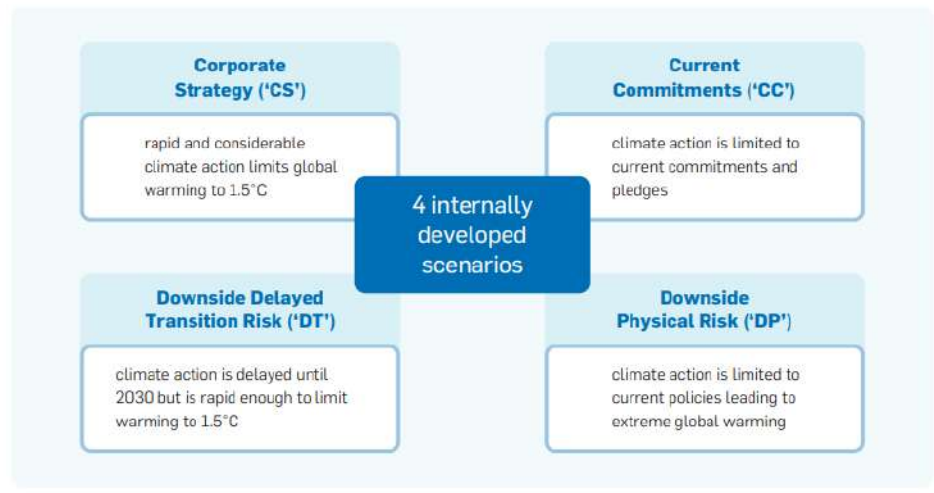 Corporate
Strategy (‘CS’)
rapid and considerable
climate action limits global
warming to 1.5°C
Current
Commitments (‘CC’)
climate action is limited to
current commitments and
pledges
4 internally
developed
scenarios
Downside Delayed
Transition Risk (‘DT’)
climate action is delayed until
2030 but is rapid enough to limit
warming to 1.5°C
Downside
Physical Risk (‘DP’)
climate action is limited to
current policies leading to
extreme global warming